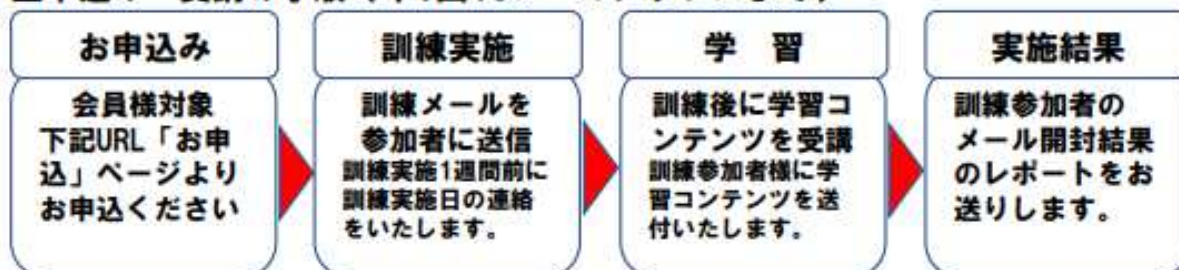 お申込み
会員様対象
下記URL「お申
込」ページより
お申込ください
訓練実施
訓練メールを
参加者に送信
訓練実施1週間前に
訓練実施日の連絡
をいたします。
学 習
訓練後に学習コ
ンテンツを受講
訓練参加者様に学
習コンテンツを送
付いたします。
実施結果
訓練参加者の
メール開封結果
のレポートをお
送りします。